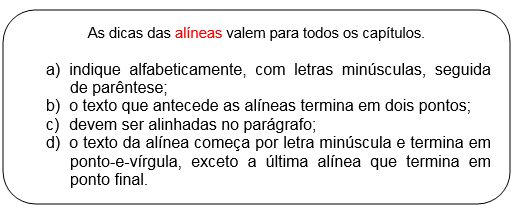 As dicas das alíneas valem para todos os capítulos.
a) indique alfabeticamente, com letras minúsculas, seguida
de parêntese;
b) o texto que antecede as alíneas termina em dois pontos;
c) devem ser alinhadas no parágrafo;
d) o texto da alínea começa por letra minúscula e termina em
ponto-e-vírgula, exceto a última alínea que termina em
ponto final.